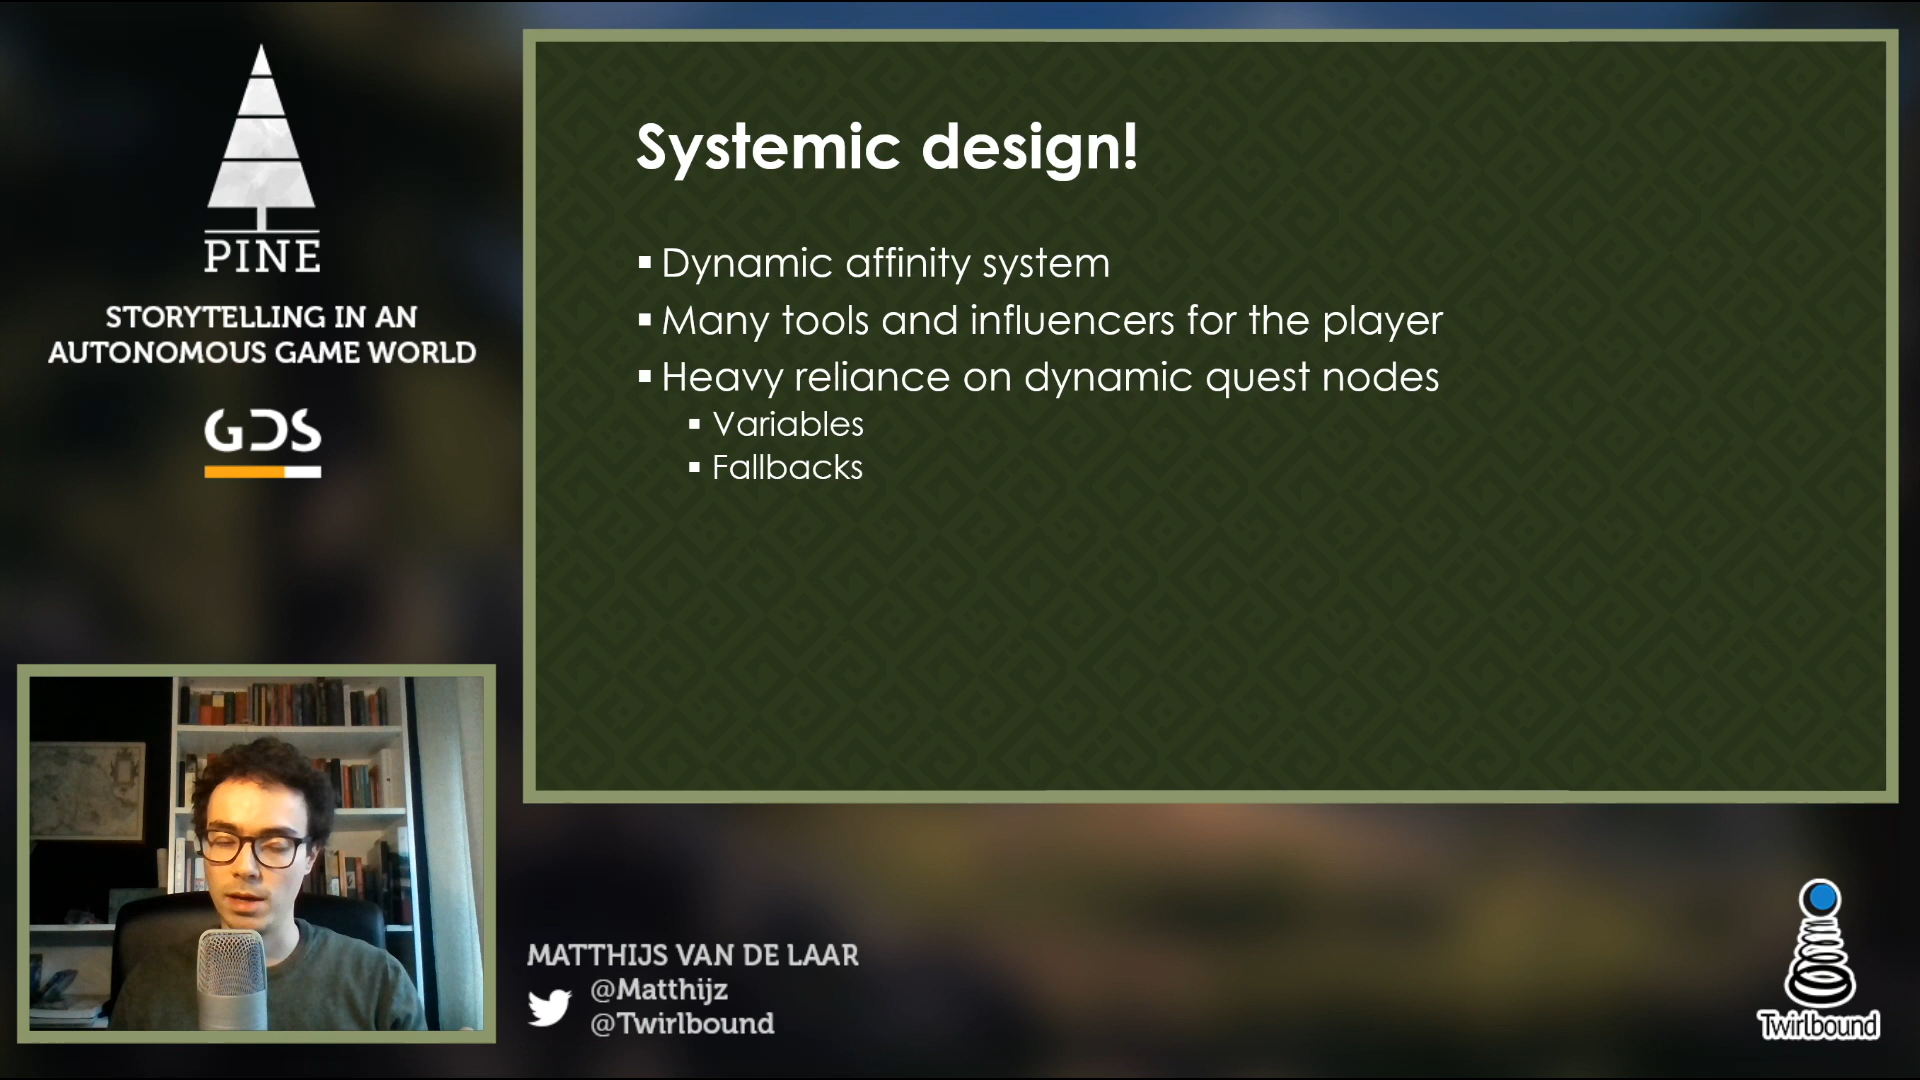 PINE
STORYTELLING IN AN
AUTONOMOUS GAME WORLD
GDS
Systemic design!
Dynamic affinity system
Many tools and influencers for the player
Heavy reliance on dynamic quest nodes
Variables
Fallbacks
MATTHIJS VAN DE LAAR
@Matthijz
@Twirlbound
Twirlbound